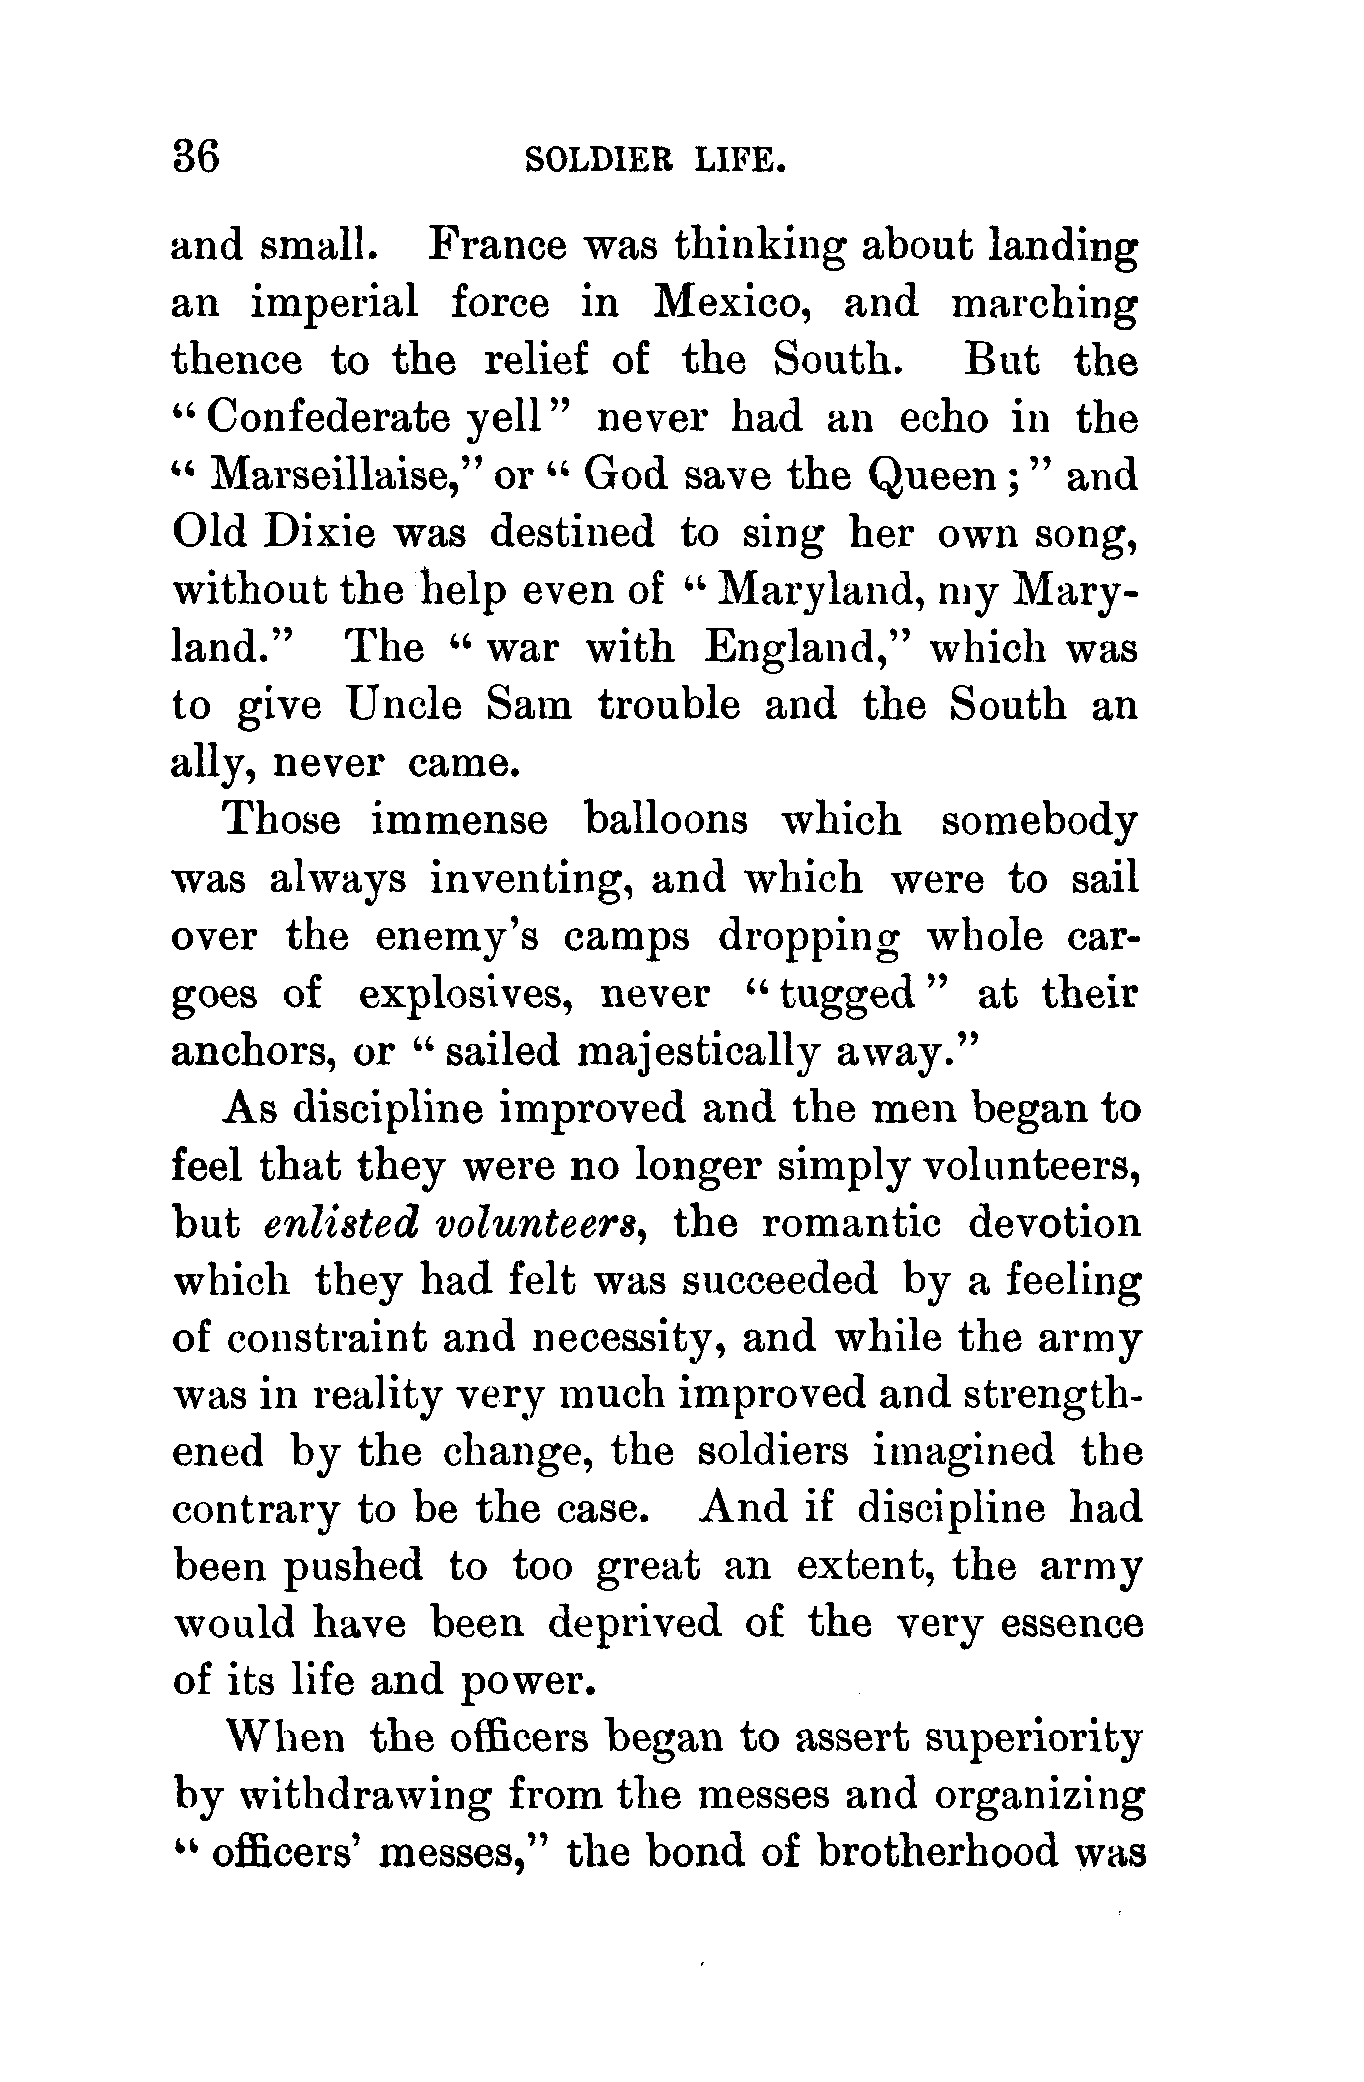 36 SOLDIER LIFE.
and small. France was thinking about landing
an imperial force in Mexico, and marching
thence to the relief of the South. But the
“Confederate yell” never had an echo in the
“Marseillaise,” or “God save the Queen;” and
Old Dixie was destined to sing her own song,
without the help even of “Maryland, my Mary-
land.” The “war with England,” which was
to give Uncle Sam trouble and the South an
ally, never came.
Those immense balloons which somebody
was always inventing, and which were to sail
over the enemy’s camps dropping whole car-
goes of explosives, never “tugged” at their
anchors, or “sailed majestically away.”
As discipline improved and the men began to
feel that they were no longer simply volunteers,
but enlisted volunteers, the romantic devotion
which they had felt was succeeded by a feeling
of constraint and necessity, and while the army
was in reality very much improved and strength-
ened by the change, the soldiers imagined the
contrary to be the case. And if discipline had
been pushed to too great an extent, the army
would have been deprived of the very essence
of its life and power.
When the officers began to assert superiority
by withdrawing from the messes and organizing
“officers’ messes,” the bond of brotherhood was